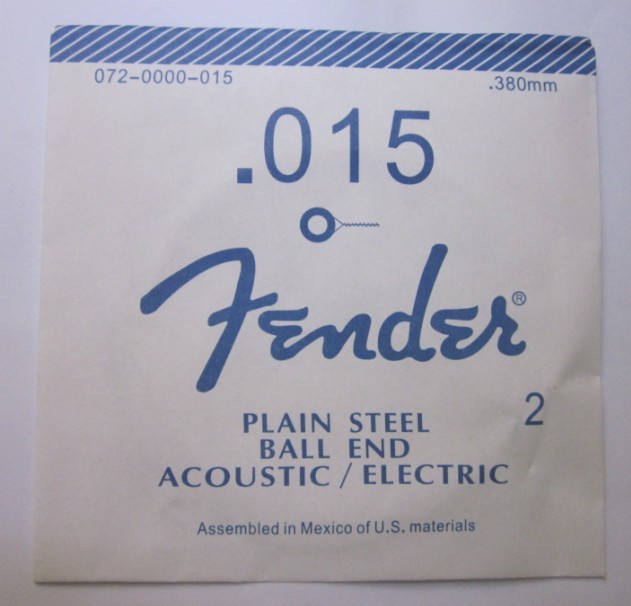 072-0000-015 .380mm
.015
Fender®
2
PLAIN STEEL
BALL END
ACOUSTIC / ELECTRIC
Assembled in Mexico of U.S. materials